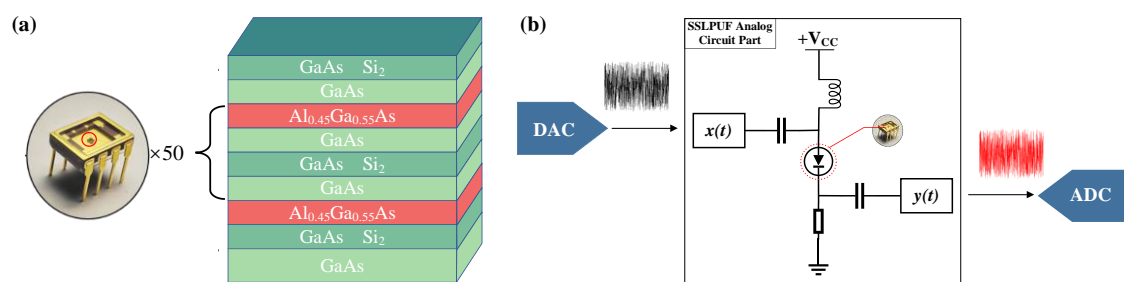 (a)
GaAs Si₂
GaAs
Al₀.₄₅Ga₀.₅₅As
GaAs
GaAs Si₂
GaAs
Al₀.₄₅Ga₀.₅₅As
GaAs Si₂
GaAs
×50
(b)
DAC
SSLPUF Analog
Circuit Part
+V_CC
x(t)
y(t)
ADC